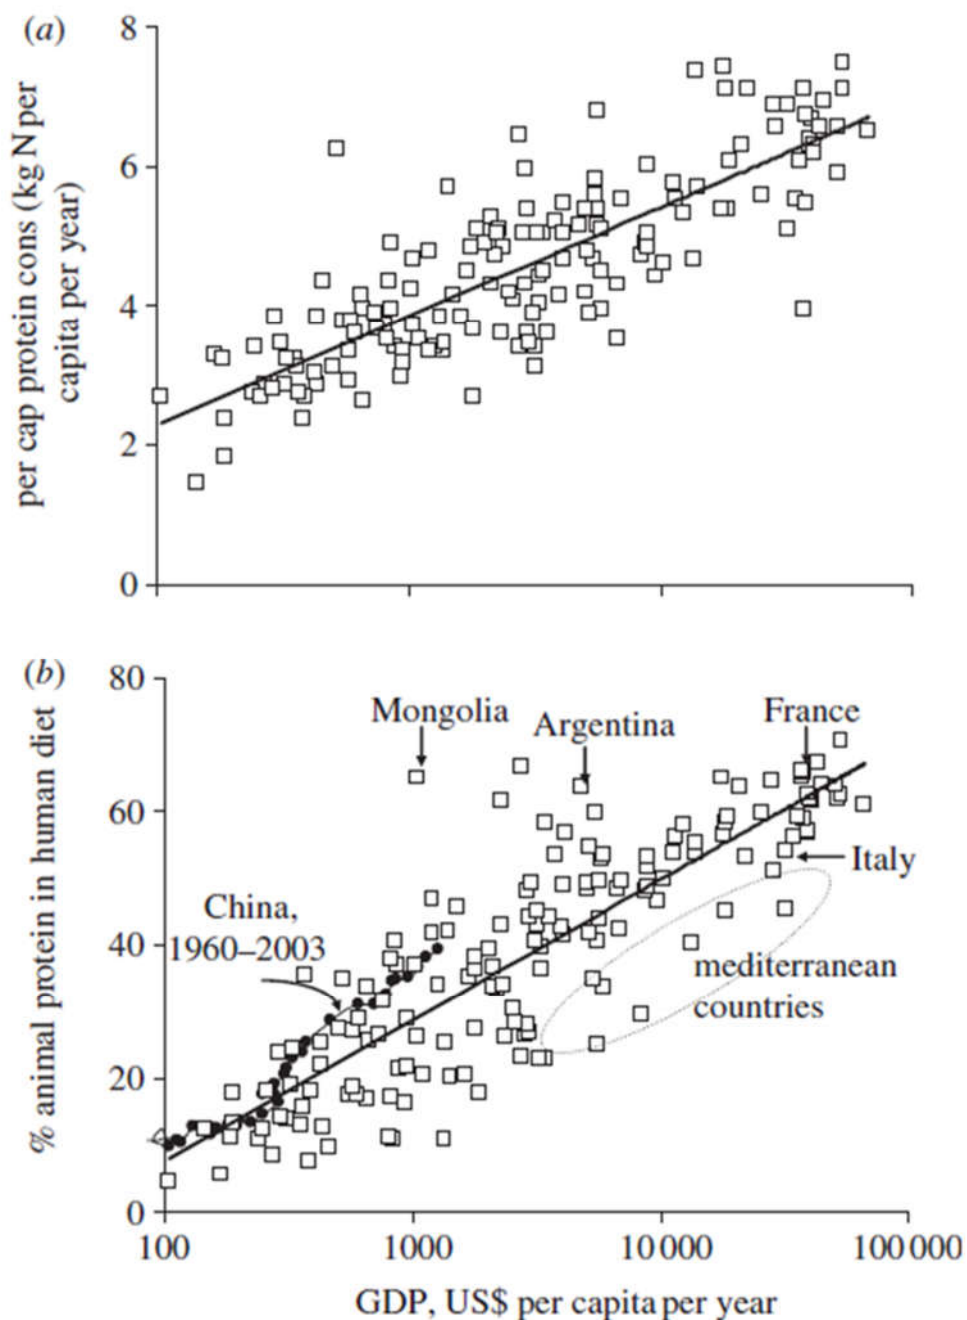 (a)
per cap protein cons (kg N per
capita per year)
8
6
4
2
0
(b)
% animal protein in human diet
80
60
40
20
0
Mongolia
Argentina
France
Italy
China,
1960–2003
mediterranean
countries
100
1000
10 000
100 000
GDP, US$ per capita per year